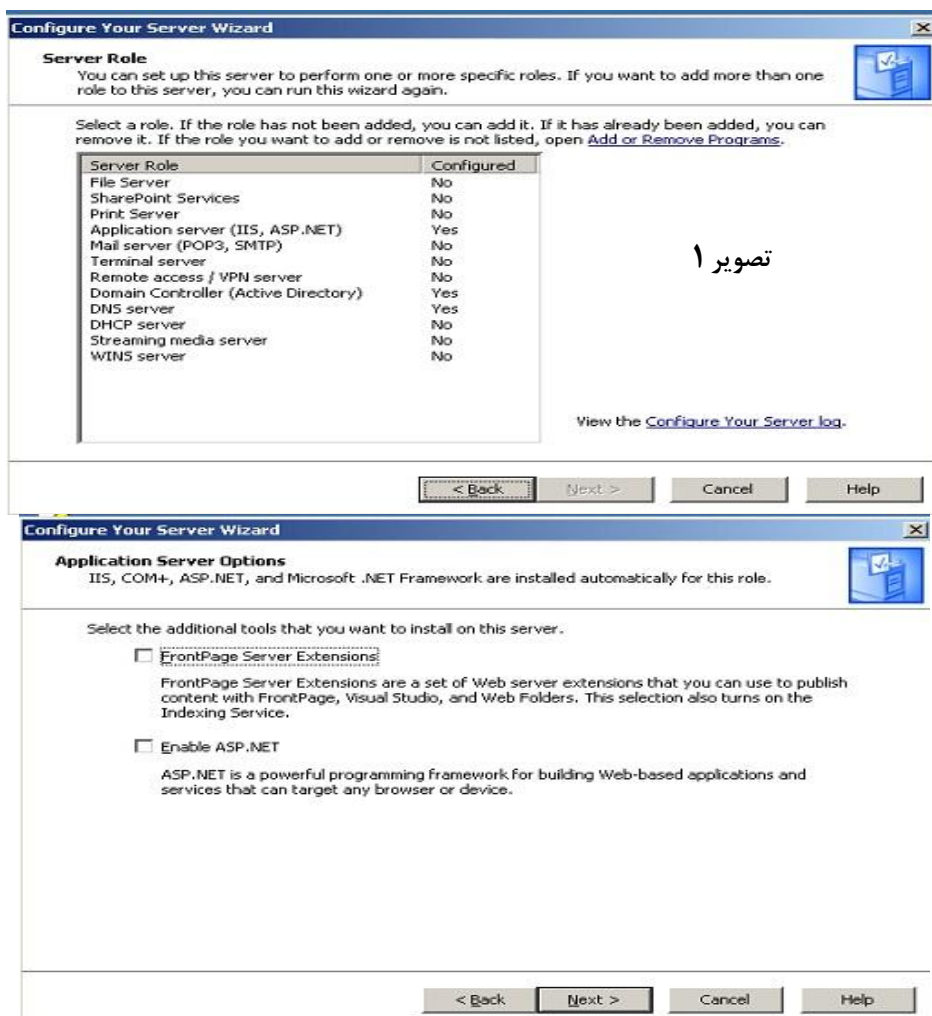 Configure Your Server Wizard
Server Role
You can set up this server to perform one or more specific roles. If you want to add more than one
role to this server, you can run this wizard again.
Select a role. If the role has not been added, you can add it. If it has already been added, you can
remove it. If the role you want to add or remove is not listed, open Add or Remove Programs.
Server Role Configured
File Server No
SharePoint Services No
Print Server No
Application server (IIS, ASP.NET) Yes
Mail server (POP3, SMTP) No
Terminal server No
Remote access / VPN server No
Domain Controller (Active Directory) Yes
DNS server Yes
DHCP server No
Streaming media server No
WINS server No
تصویر ۱
View the Configure Your Server log.
< Back Next > Cancel Help
Configure Your Server Wizard
Application Server Options
IIS, COM+, ASP.NET, and Microsoft .NET Framework are installed automatically for this role.
Select the additional tools that you want to install on this server.
FrontPage Server Extensions
FrontPage Server Extensions are a set of Web server extensions that you can use to publish
content with FrontPage, Visual Studio, and Web Folders. This selection also turns on the
Indexing Service.
Enable ASP.NET
ASP.NET is a powerful programming framework for building Web-based applications and
services that can target any browser or device.
< Back Next > Cancel Help